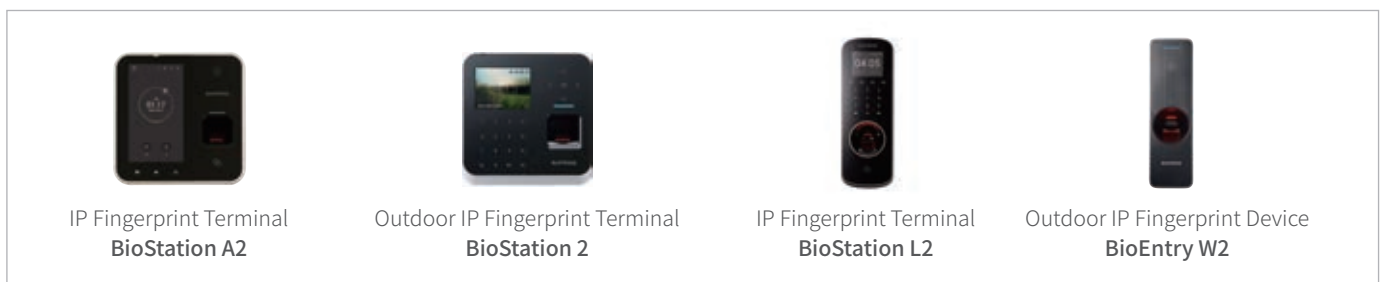 IP Fingerprint Terminal
BioStation A2
Outdoor IP Fingerprint Terminal
BioStation 2
IP Fingerprint Terminal
BioStation L2
Outdoor IP Fingerprint Device
BioEntry W2